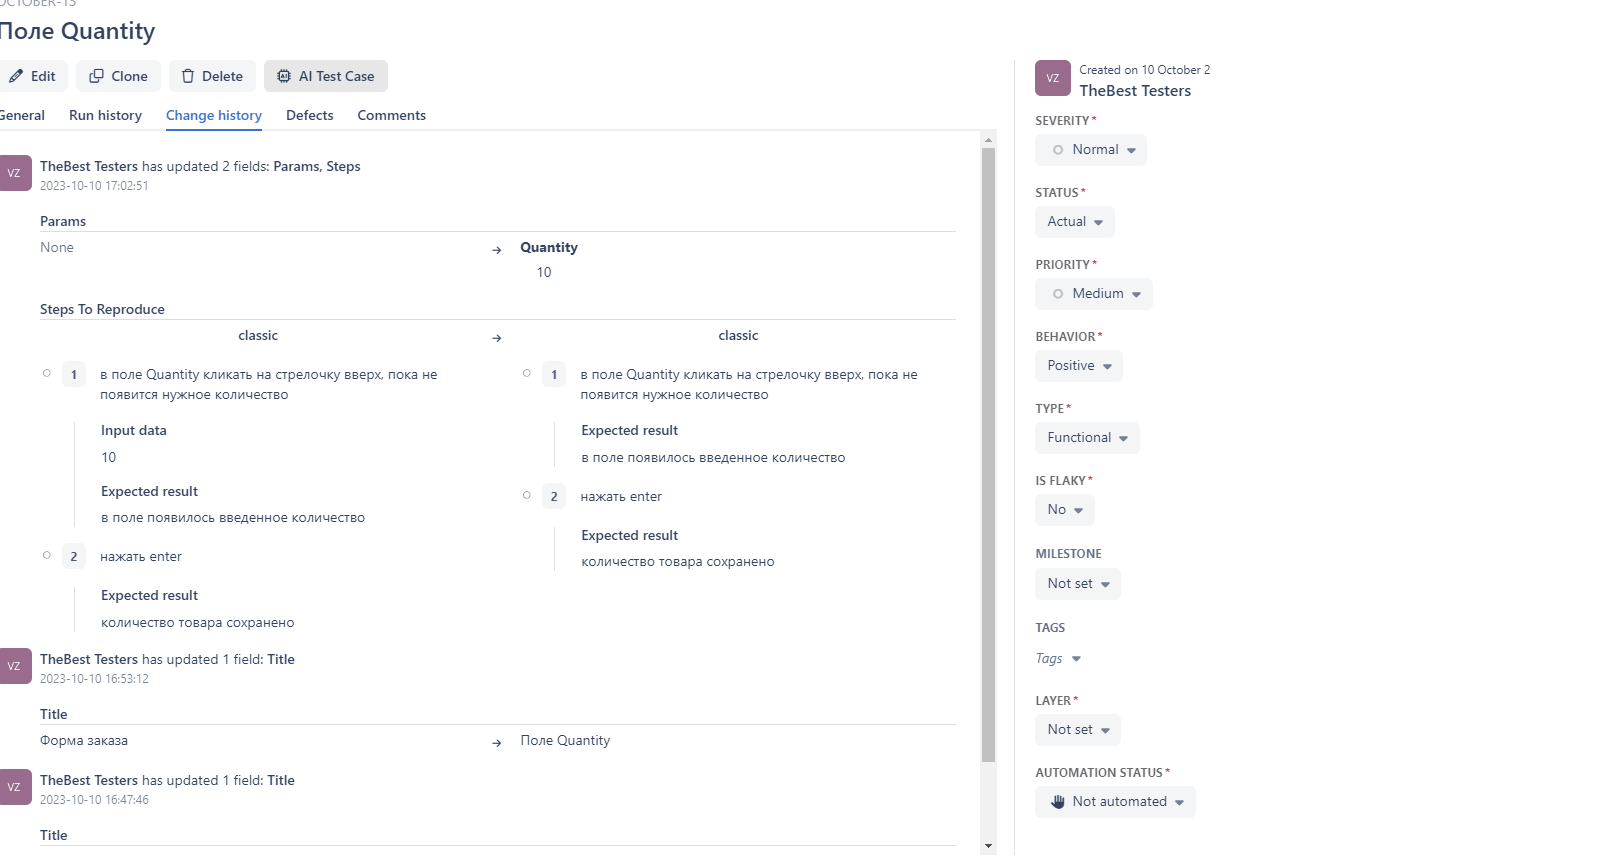 OCTOBER-13
Поле Quantity
Edit
Clone
Delete
AI Test Case
General
Run history
Change history
Defects
Comments
VZ
TheBest Testers has updated 2 fields: Params, Steps
2023-10-10 17:02:51
Params
None
→
Quantity
10
Steps To Reproduce
classic
→
classic
1
в поле Quantity кликать на стрелочку вверх, пока не
появится нужное количество
Input data
10
Expected result
в поле появилось введенное количество
2
нажать enter
Expected result
количество товара сохранено
1
в поле Quantity кликать на стрелочку вверх, пока не
появится нужное количество
Expected result
в поле появилось введенное количество
2
нажать enter
Expected result
количество товара сохранено
VZ
TheBest Testers has updated 1 field: Title
2023-10-10 16:53:12
Title
Форма заказа
→
Поле Quantity
VZ
TheBest Testers has updated 1 field: Title
2023-10-10 16:47:46
Title
VZ
Created on 10 October 2
TheBest Testers
SEVERITY*
Normal
STATUS*
Actual
PRIORITY*
Medium
BEHAVIOR*
Positive
TYPE*
Functional
IS FLAKY*
No
MILESTONE
Not set
TAGS
Tags
LAYER*
Not set
AUTOMATION STATUS*
Not automated